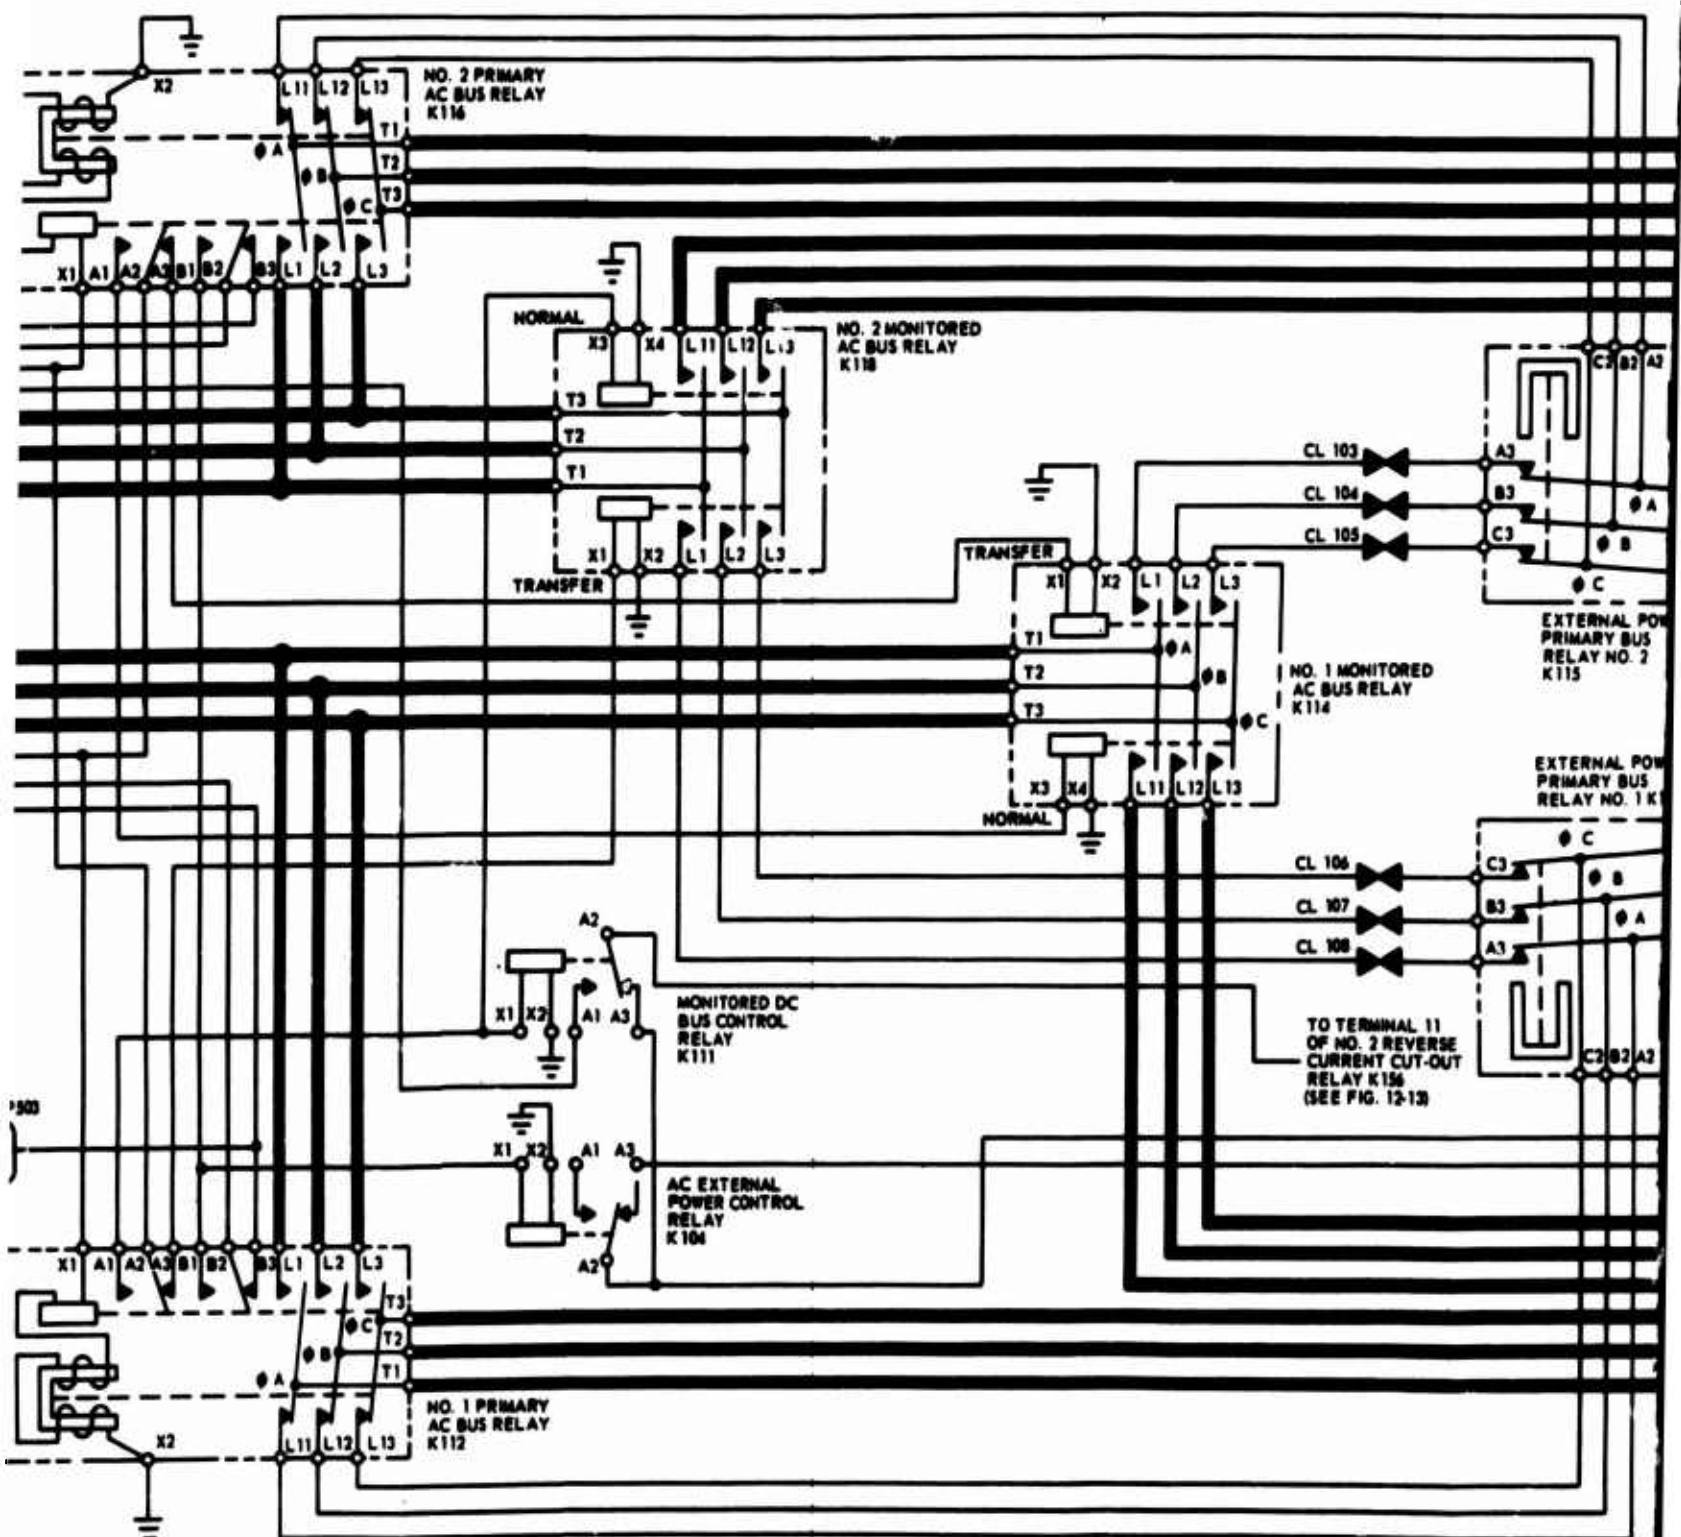 X2
L11 L12 L13
NO. 2 PRIMARY
AC BUS RELAY
K116
T1
ϕ A
T2
ϕ B
T3
ϕ C
X1 A1 A2 A3 B1 B2 B3 L1 L2 L3
NORMAL
X3 X4 L11 L12 L13
NO. 2 MONITORED
AC BUS RELAY
K118
T3
T2
T1
X1 X2 L1 L2 L3
TRANSFER
C2 B2 A2
CL 103
A3
CL 104
B3
ϕ A
CL 105
C3
ϕ B
ϕ C
EXTERNAL
PRIMARY BUS
RELAY NO. 2
K115
TRANSFER
X1 X2 L1 L2 L3
T1
ϕ A
T2
ϕ B
T3
ϕ C
NO. 1 MONITORED
AC BUS RELAY
K114
X3 X4 L11 L12 L13
NORMAL
EXTERNAL
PRIMARY BUS
RELAY NO. 1
ϕ C
CL 106
C3
ϕ B
CL 107
B3
ϕ A
CL 108
A3
C2 B2 A2
A2
X1 X2 A1 A3
MONITORED DC
BUS CONTROL
RELAY
K111
TO TERMINAL 11
OF NO. 2 REVERSE
CURRENT CUT-OUT
RELAY K156
(SEE FIG. 12-13)
503
X1 X2 A1 A3
AC EXTERNAL
POWER CONTROL
RELAY
A2
X1 A1 A2 A3 B1 B2 B3 L1 L2 L3
T3
ϕ C
T2
ϕ B
T1
ϕ A
NO. 1 PRIMARY
AC BUS RELAY
K112
X2
L11 L12 L13